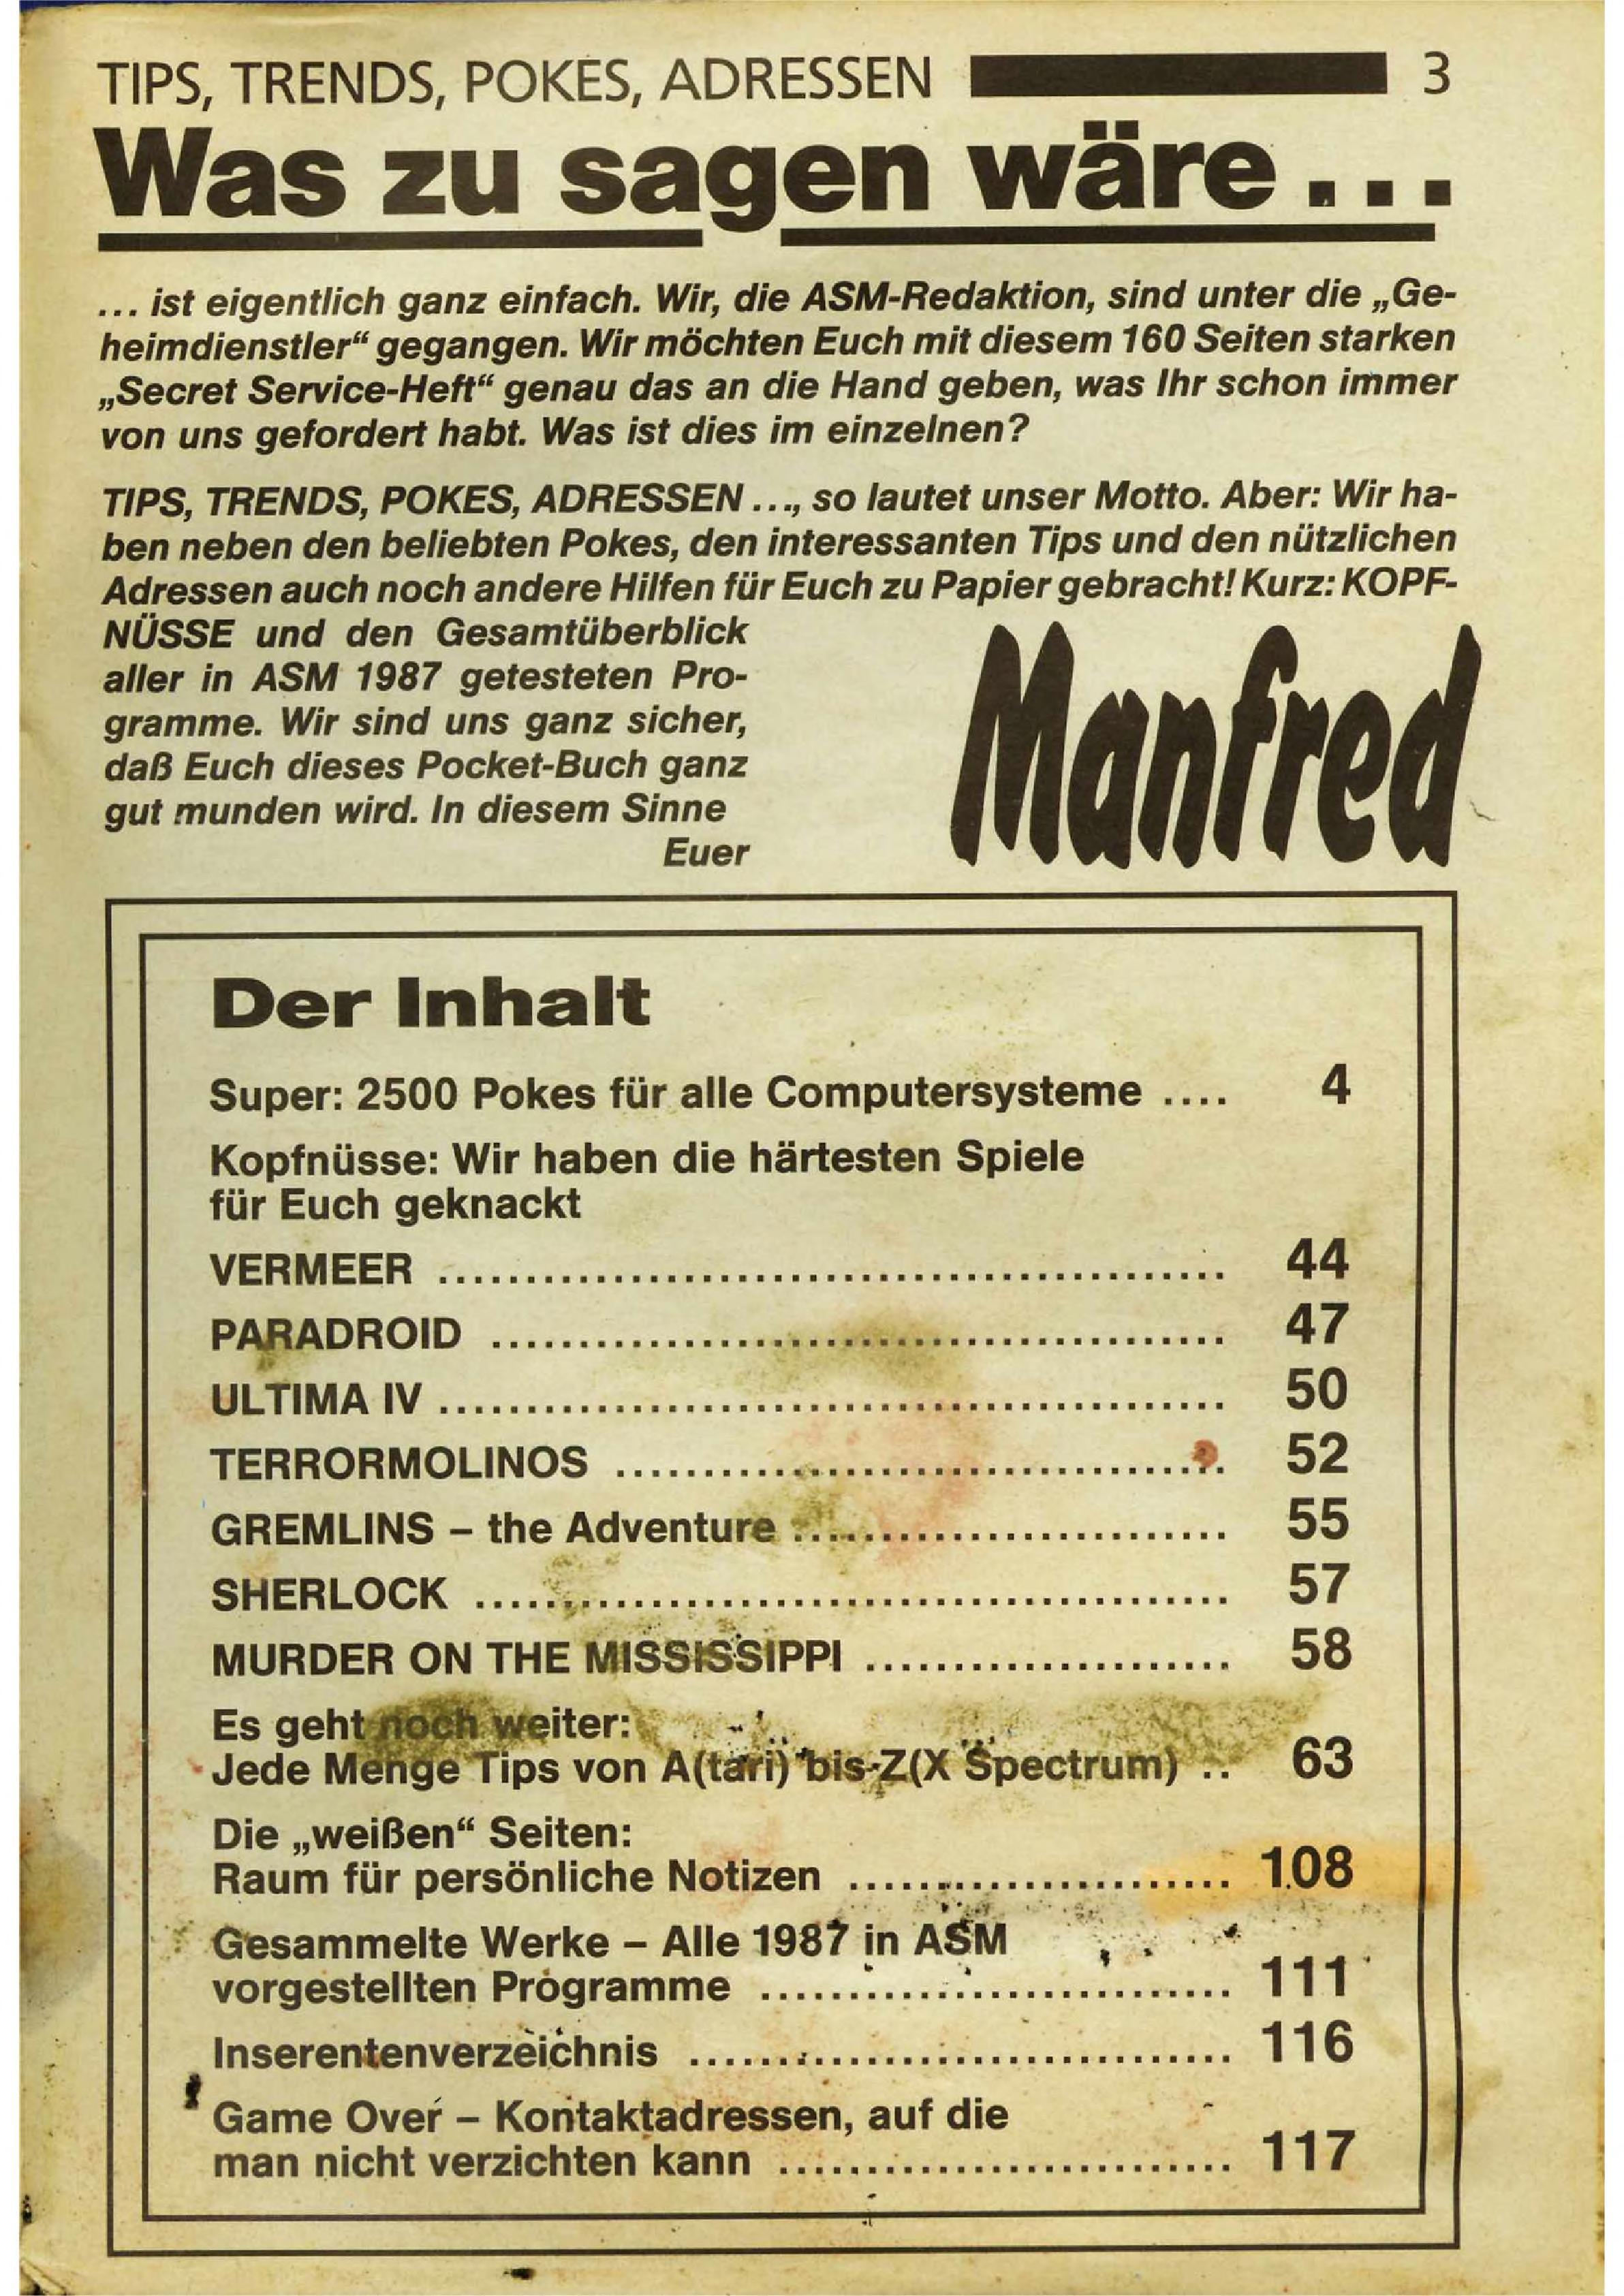 TIPS, TRENDS, POKES, ADRESSEN 3
Was zu sagen wäre...
... ist eigentlich ganz einfach. Wir, die ASM-Redaktion, sind unter die „Ge-
heimdienstler“ gegangen. Wir möchten Euch mit diesem 160 Seiten starken
„Secret Service-Heft“ genau das an die Hand geben, was Ihr schon immer
von uns gefordert habt. Was ist dies im einzelnen?
TIPS, TRENDS, POKES, ADRESSEN ..., so lautet unser Motto. Aber: Wir ha-
ben neben den beliebten Pokes, den interessanten Tips und den nützlichen
Adressen auch noch andere Hilfen für Euch zu Papier gebracht! Kurz: KOPF-
NÜSSE und den Gesamtüberblick
aller in ASM 1987 getesteten Pro-
gramme. Wir sind uns ganz sicher,
daß Euch dieses Pocket-Buch ganz
gut munden wird. In diesem Sinne
Euer
Manfred
Der Inhalt
Super: 2500 Pokes für alle Computersysteme .... 4
Kopfnüsse: Wir haben die härtesten Spiele
für Euch geknackt
VERMEER ................................................ 44
PARADROID ............................................. 47
ULTIMA IV ................................................ 50
TERRORMOLINOS ..................................... 52
GREMLINS – the Adventure ........................... 55
SHERLOCK .............................................. 57
MURDER ON THE MISSISSIPPI ...................... 58
Es geht noch weiter:
Jede Menge Tips von A(tari) bis Z(X Spectrum) .. 63
Die „weißen“ Seiten:
Raum für persönliche Notizen ....................... 108
Gesammelte Werke – Alle 1987 in ASM
vorgestellten Programme ............................. 111
Inserentenverzeichnis ................................. 116
Game Over – Kontaktadressen, auf die
man nicht verzichten kann ............................ 117